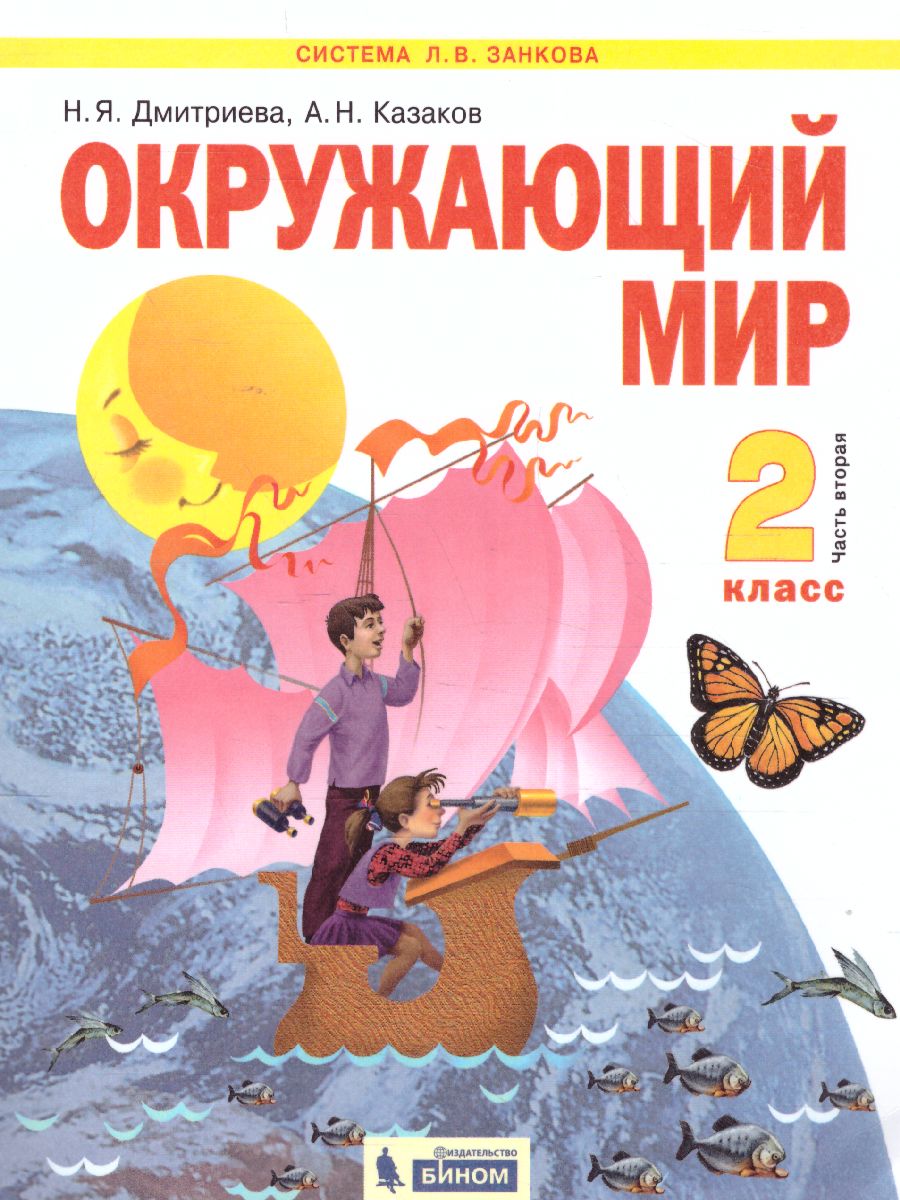 СИСТЕМА Л. В. ЗАНКОВА
Н. Я. Дмитриева, А. Н. Казаков
ОКРУЖАЮЩИЙ
МИР
2
класс
Часть вторая
ИЗДАТЕЛЬСТВО
БИНОМ